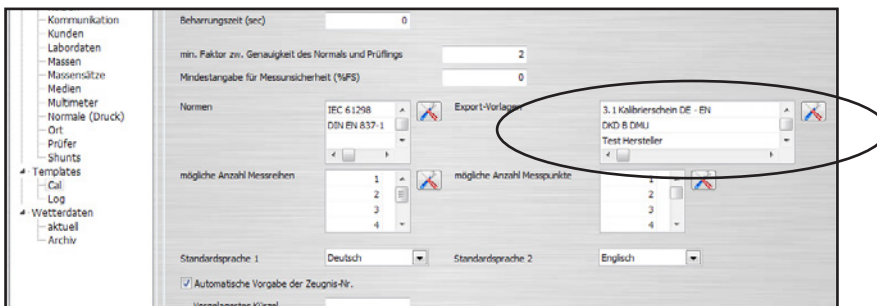 Kommunikation
Kunden
Labordaten
Massen
Massensätze
Medien
Multimeter
Normale (Druck)
Ort
Prüfer
Shunts
Templates
Cal
Log
Wetterdaten
aktuell
Archiv
Beharrungszeit (sec) 0
min. Faktor zw. Genauigkeit des Normals und Prüflings 2
Mindestangabe für Messunsicherheit (%FS) 0
Normen IEC 61298 Export-Vorlagen 3.1 Kalibrierschein DE - EN
DIN EN 837-1 DKD B DMU
Test Hersteller
mögliche Anzahl Messreihen 1 mögliche Anzahl Messpunkte 1
2 2
3 3
4 4
Standardsprache 1 Deutsch Standardsprache 2 Englisch
Automatische Vorgabe der Zeugnis-Nr.